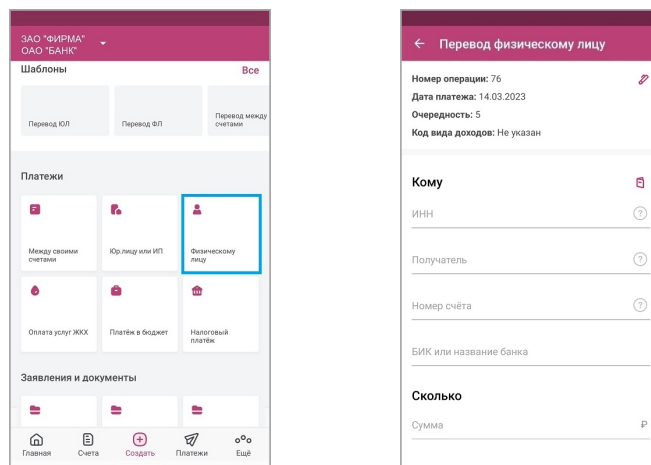 ЗАО "ФИРМА"
ОАО "БАНК"
Шаблоны
Все
Перевод ЮЛ
Перевод ФЛ
Перевод между
счетами
Платежи
Между своими
счетами
Юр.лицу или ИП
Физическому
лицу
Оплата услуг ЖКХ
Платёж в бюджет
Налоговый
платёж
Заявления и документы
Главная
Счета
Создать
Платежи
Ещё
Перевод физическому лицу
Номер операции: 76
Дата платежа: 14.03.2023
Очередность: 5
Код вида доходов: Не указан
Кому
ИНН
?
Получатель
?
Номер счёта
?
БИК или название банка
Сколько
Сумма
₽